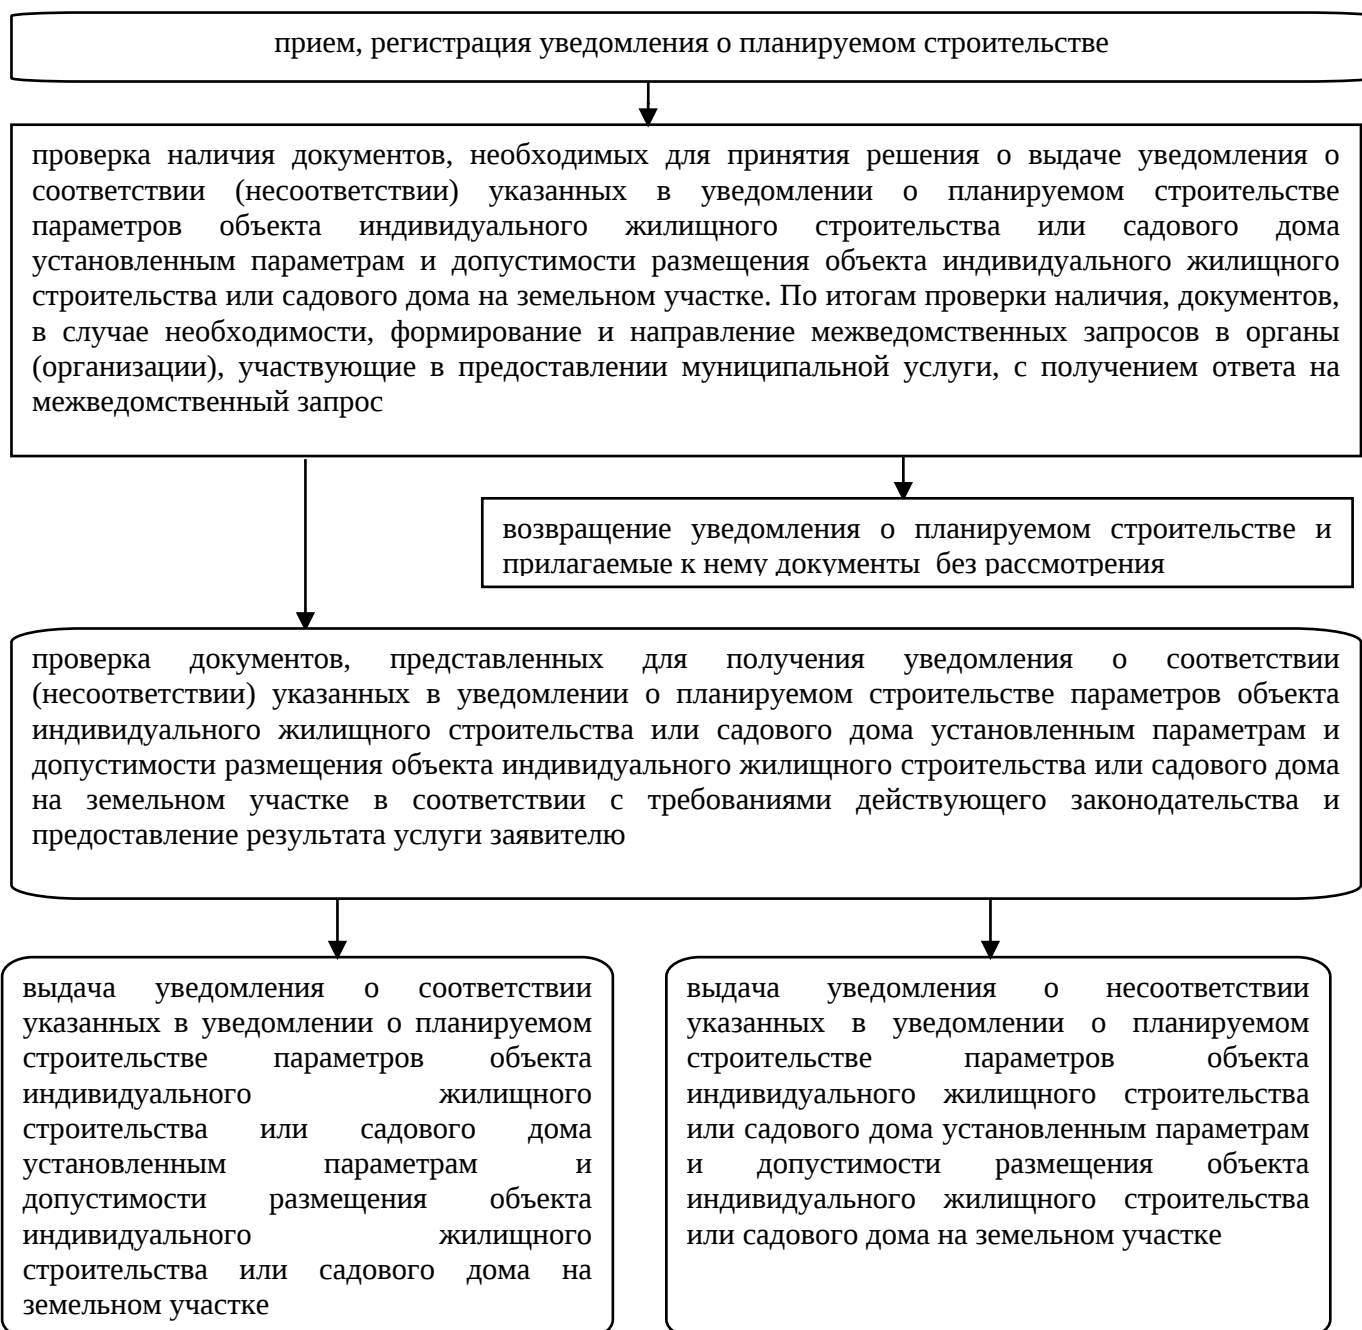 прием, регистрация уведомления о планируемом строительстве
проверка наличия документов, необходимых для принятия решения о выдаче уведомления о
соответствии (несоответствии) указанных в уведомлении о планируемом строительстве
параметров объекта индивидуального жилищного строительства или садового дома
установленным параметрам и допустимости размещения объекта индивидуального жилищного
строительства или садового дома на земельном участке. По итогам проверки наличия, документов,
в случае необходимости, формирование и направление межведомственных запросов в органы
(организации), участвующие в предоставлении муниципальной услуги, с получением ответа на
межведомственный запрос
возвращение уведомления о планируемом строительстве и
прилагаемые к нему документы без рассмотрения
проверка документов, представленных для получения уведомления о соответствии
(несоответствии) указанных в уведомлении о планируемом строительстве параметров объекта
индивидуального жилищного строительства или садового дома установленным параметрам и
допустимости размещения объекта индивидуального жилищного строительства или садового дома
на земельном участке в соответствии с требованиями действующего законодательства и
предоставление результата услуги заявителю
выдача уведомления о соответствии
указанных в уведомлении о планируемом
строительстве параметров объекта
индивидуального жилищного
строительства или садового дома
установленным параметрам и
допустимости размещения объекта
индивидуального жилищного
строительства или садового дома на
земельном участке
выдача уведомления о несоответствии
указанных в уведомлении о планируемом
строительстве параметров объекта
индивидуального жилищного строительства
или садового дома установленным параметрам
и допустимости размещения объекта
индивидуального жилищного строительства
или садового дома на земельном участке